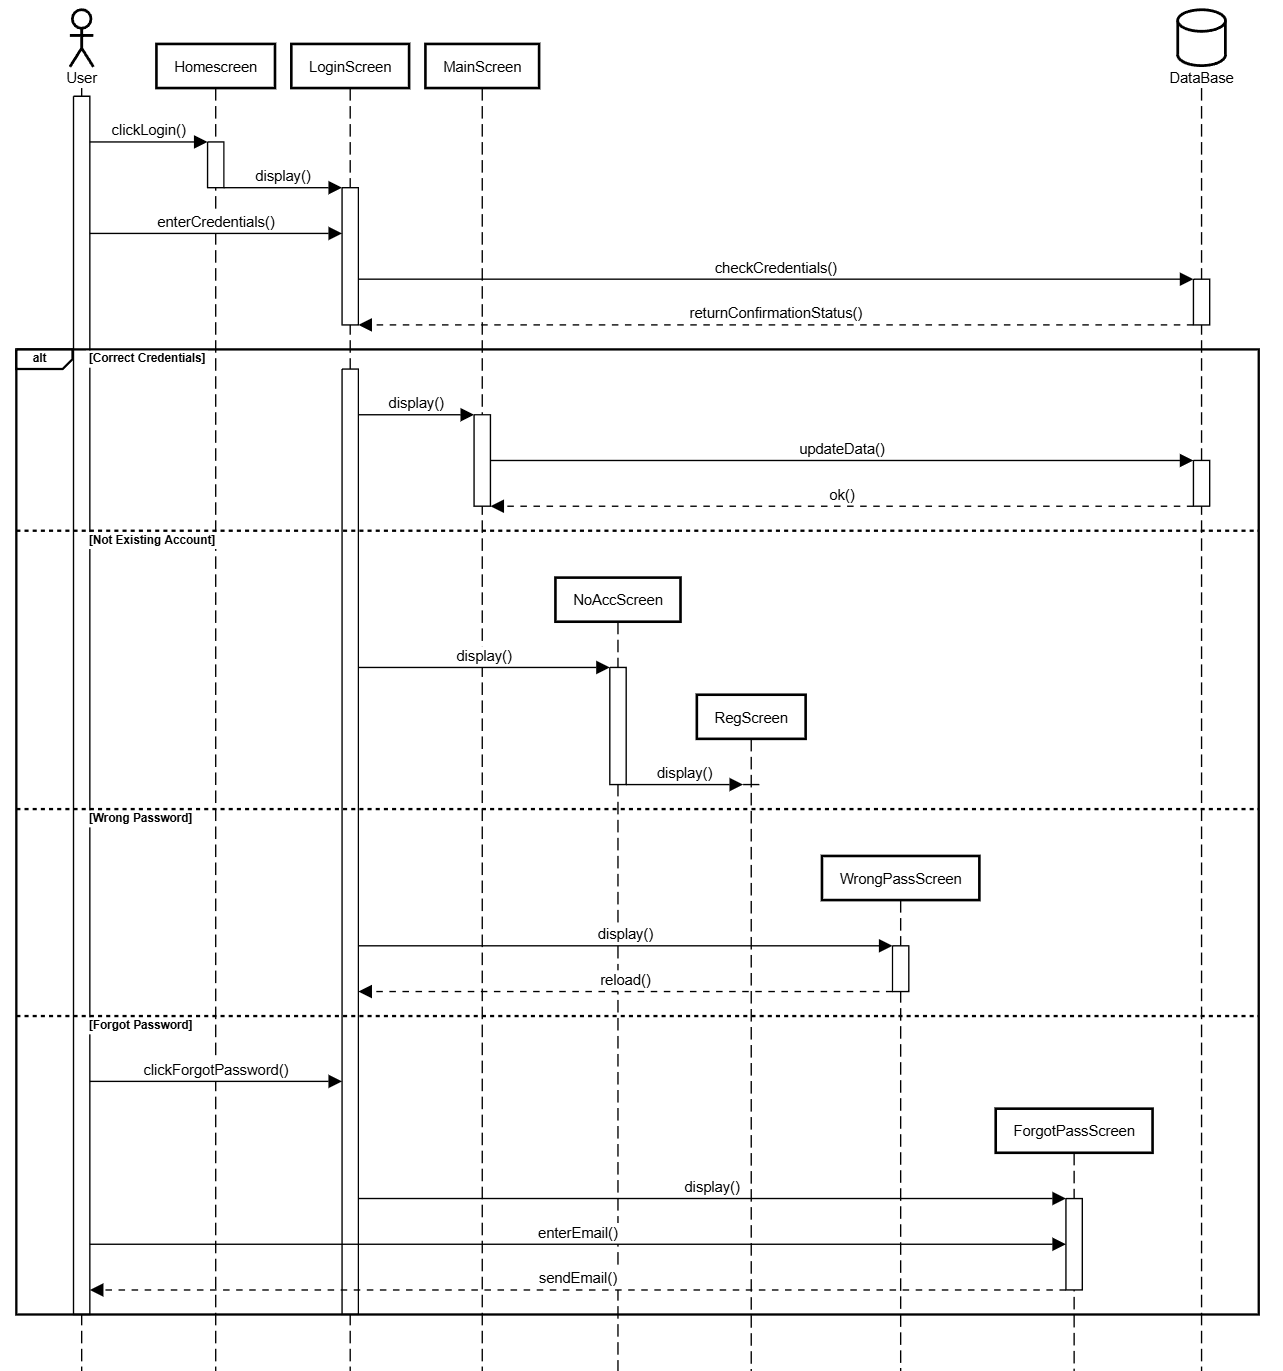 User
Homescreen
LoginScreen
MainScreen
DataBase
clickLogin()
display()
enterCredentials()
checkCredentials()
returnConfirmationStatus()
alt
[Correct Credentials]
display()
updateData()
ok()
[Not Existing Account]
NoAccScreen
display()
RegScreen
display()
[Wrong Password]
WrongPassScreen
display()
reload()
[Forgot Password]
clickForgotPassword()
ForgotPassScreen
display()
enterEmail()
sendEmail()